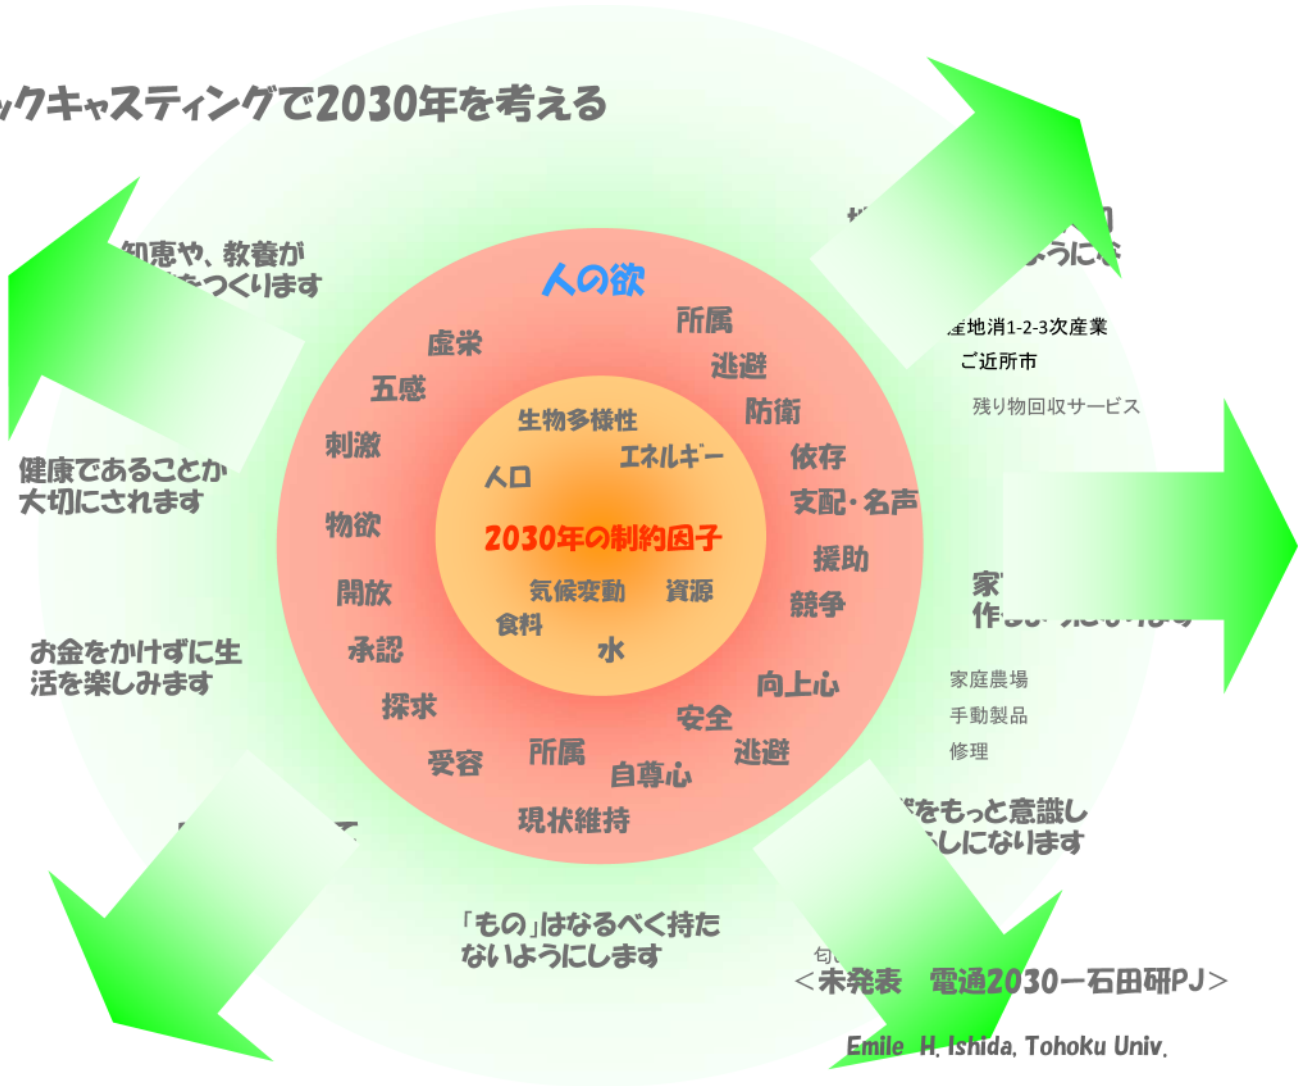 ックキャスティングで2030年を考える
知恵や、教養が
をつくります
ようにな
産地消1-2-3次産業
ご近所市
残り物回収サービス
人の欲
所属
虚栄
逃避
五感
防衛
生物多様性
刺激
エネルギー
依存
人口
健康であることが
大切にされます
支配・名声
物欲
2030年の制約因子
援助
開放
気候変動
資源
競争
家
作
食料
お金をかけずに生
活を楽しみます
承認
水
家庭農場
向上心
探求
安全
手動製品
受容
所属
逃避
修理
自尊心
現状維持
をもっと意識し
らしになります
「もの」はなるべく持た
ないようにします
匂
＜未発表 電通2030ー石田研PJ＞
Emile H. Ishida, Tohoku Univ.